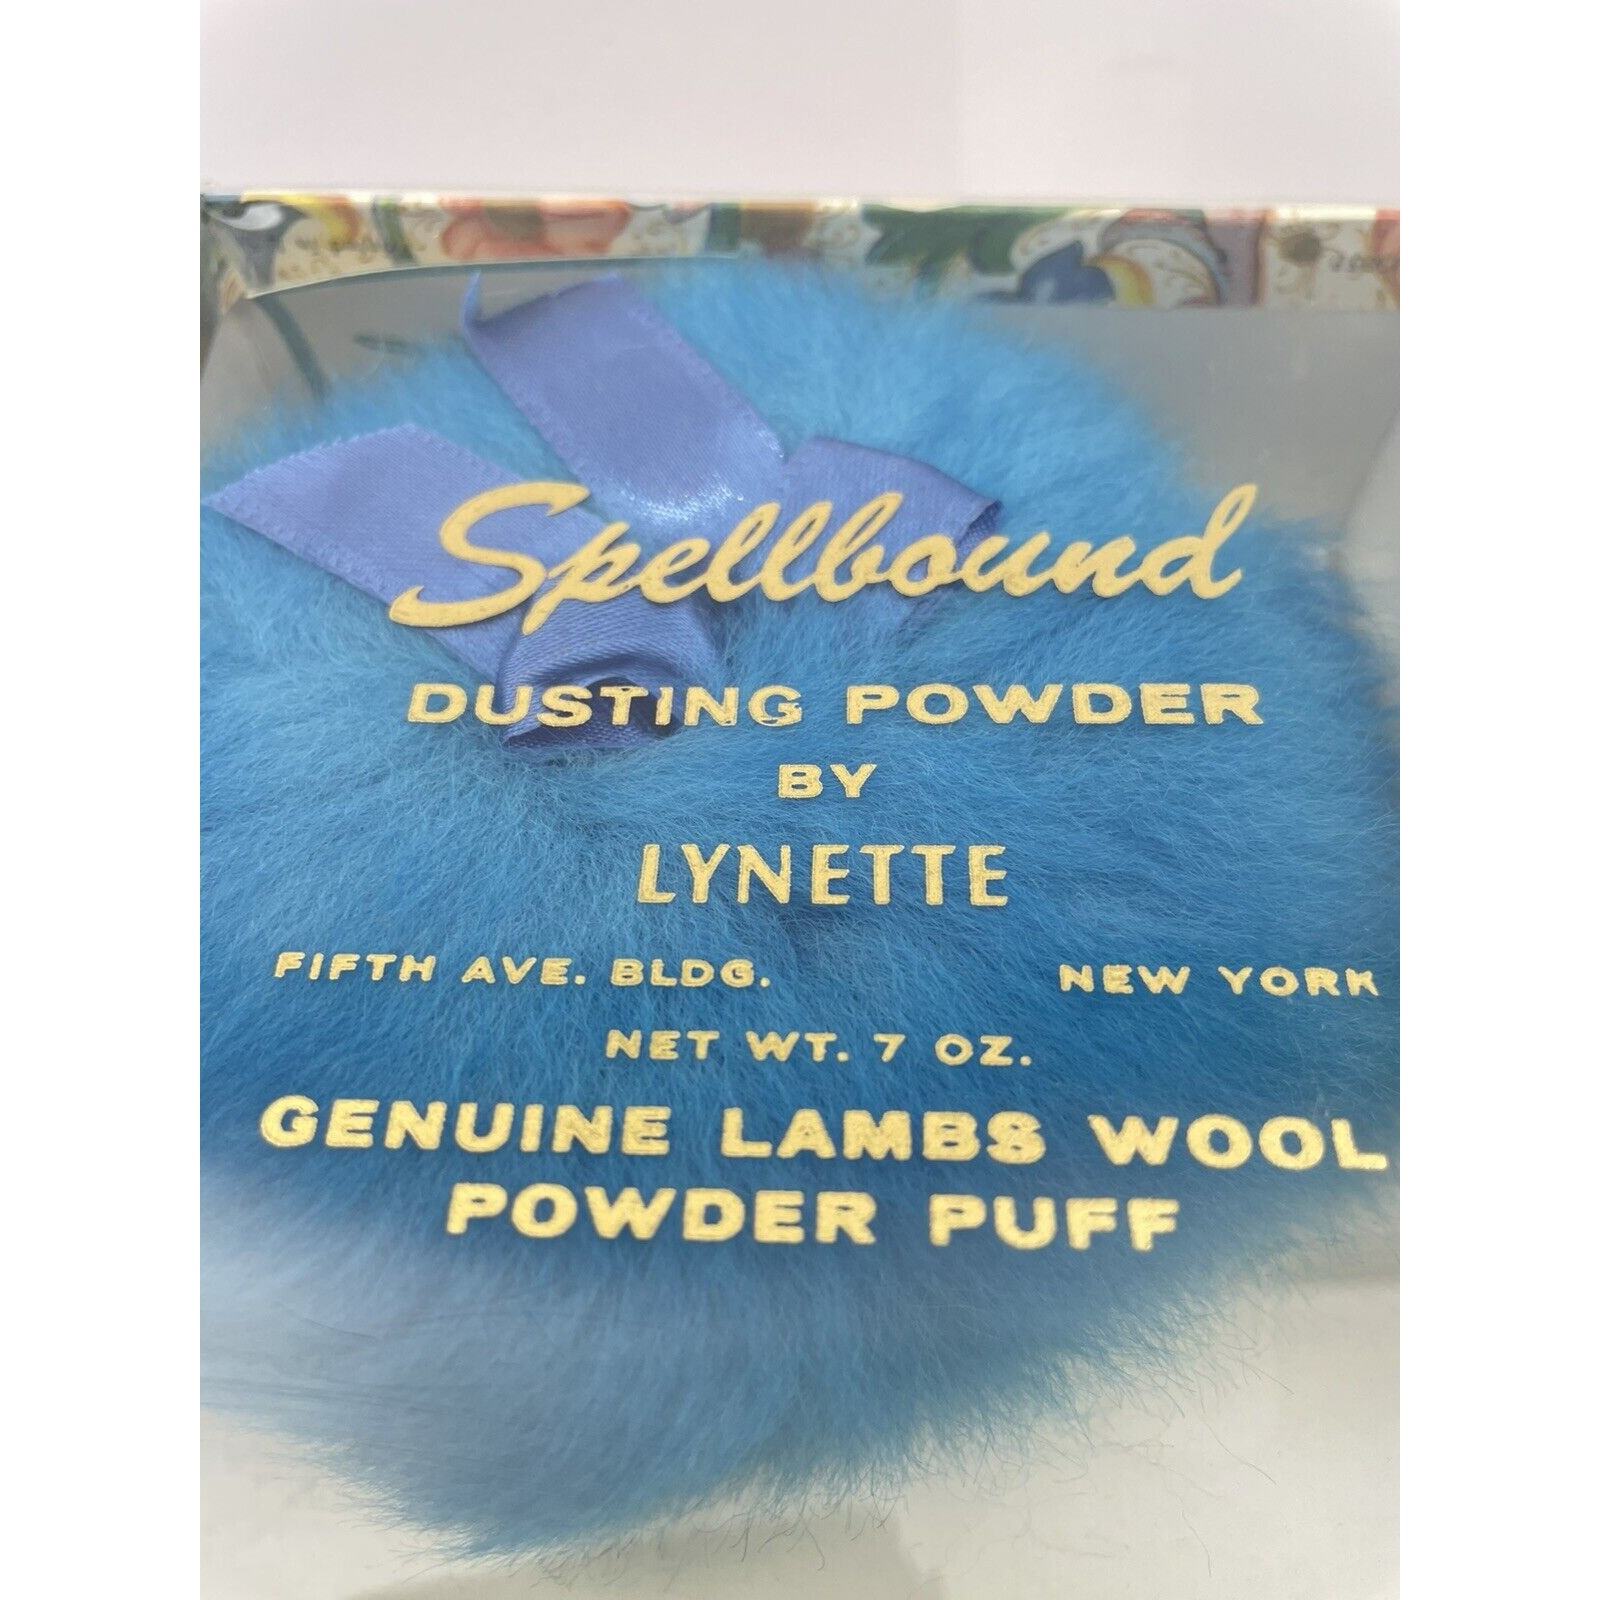 Spellbound
DUSTING POWDER
BY
LYNETTE
FIFTH AVE. BLDG. NEW YORK
NET WT. 7 OZ.
GENUINE LAMBS WOOL
POWDER PUFF